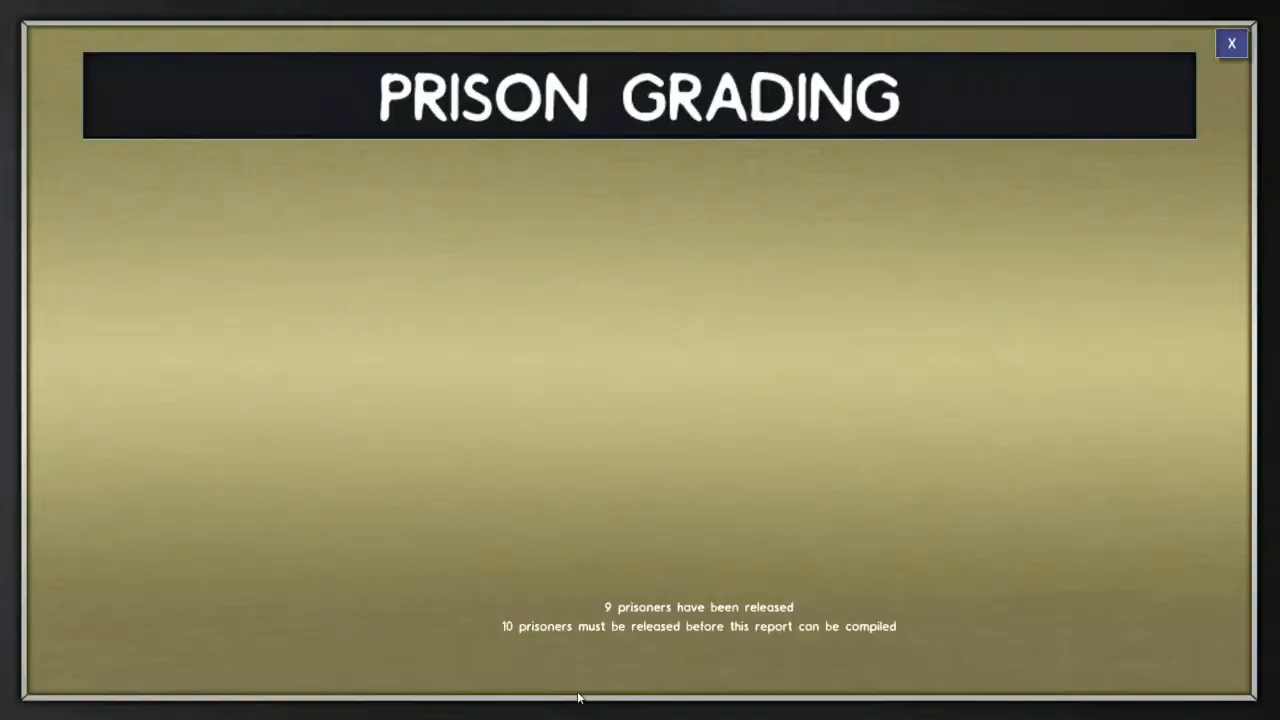 X
PRISON GRADING
9 prisoners have been released
10 prisoners must be released before this report can be compiled